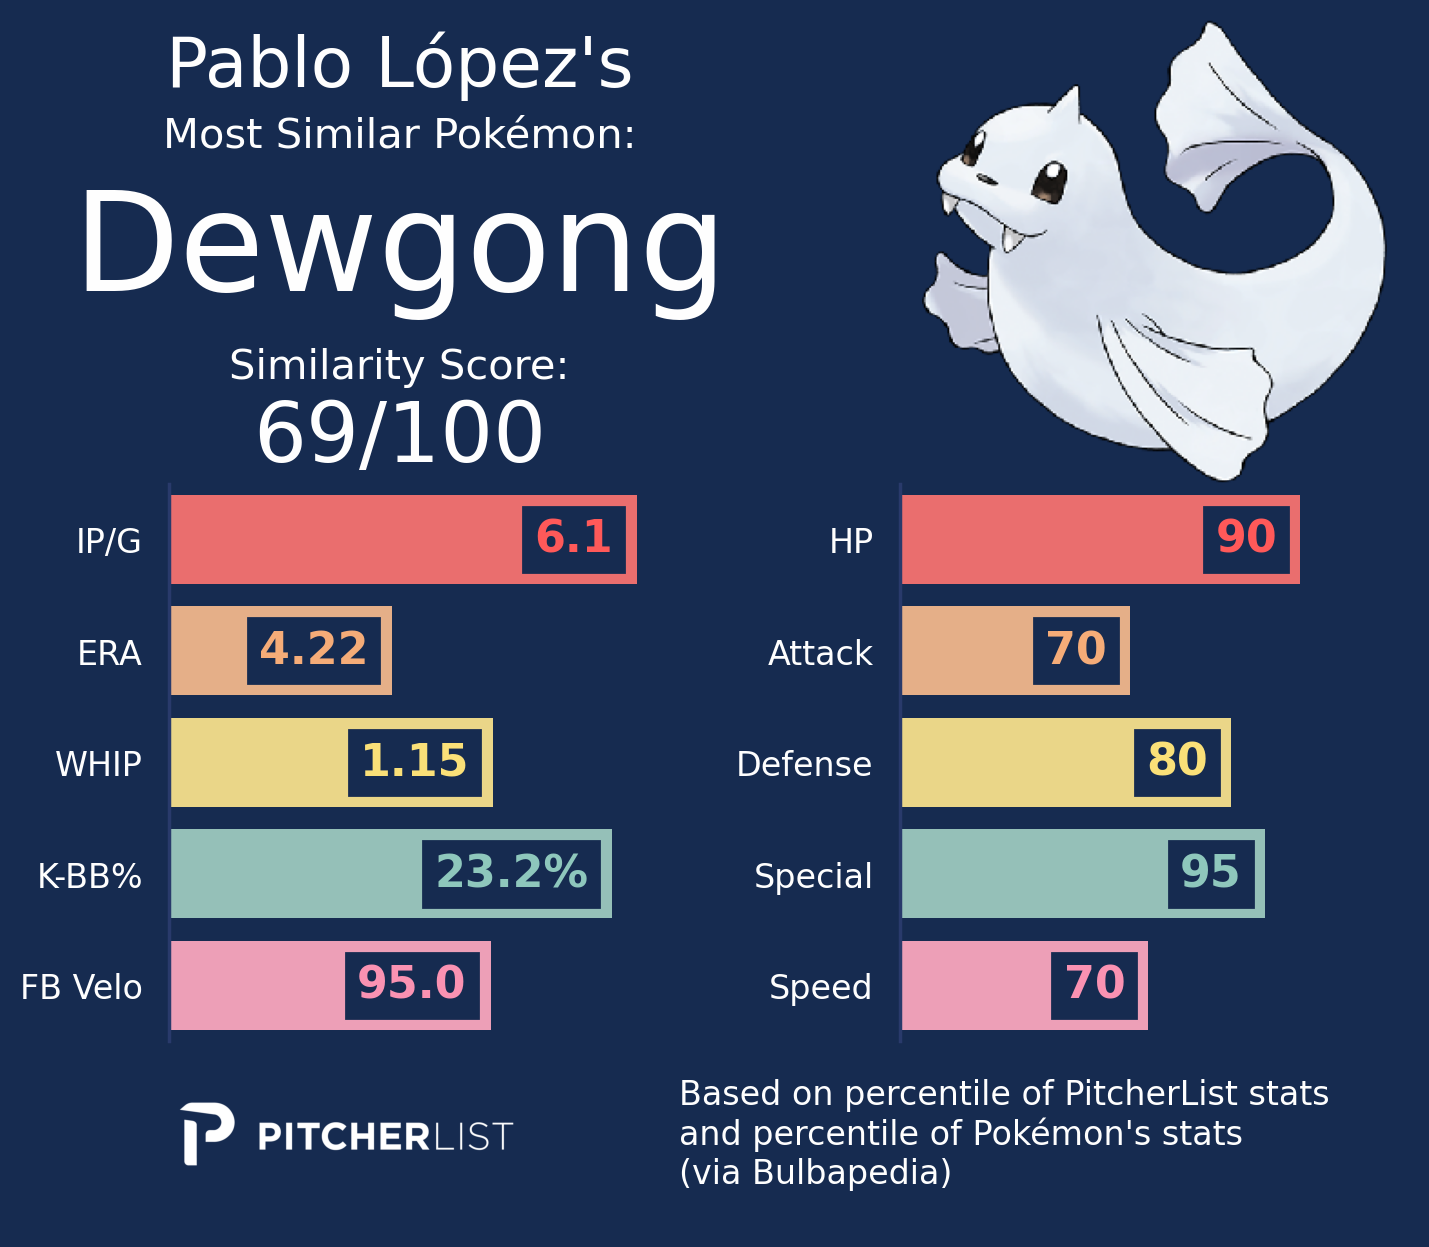 Pablo López's
Most Similar Pokémon:
Dewgong
Similarity Score:
69/100
IP/G 6.1
ERA 4.22
WHIP 1.15
K-BB% 23.2%
FB Velo 95.0
HP 90
Attack 70
Defense 80
Special 95
Speed 70
PITCHERLIST
Based on percentile of PitcherList stats
and percentile of Pokémon's stats
(via Bulbapedia)